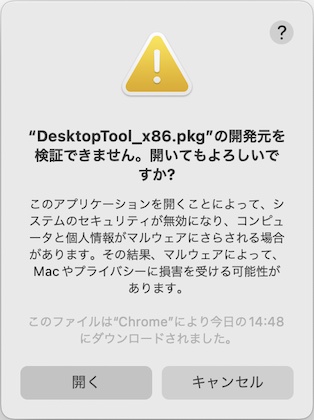 ?
“DesktopTool_x86.pkg”の開発元を
検証できません。開いてもよろしいで
すか?
このアプリケーションを開くことによって、シ
ステムのセキュリティが無効になり、コンピュ
ータと個人情報がマルウェアにさらされる場合
があります。その結果、マルウェアによって、
Macやプライバシーに損害を受ける可能性が
あります。
このファイルは“Chrome”により今日の14:48
にダウンロードされました。
開く
キャンセル